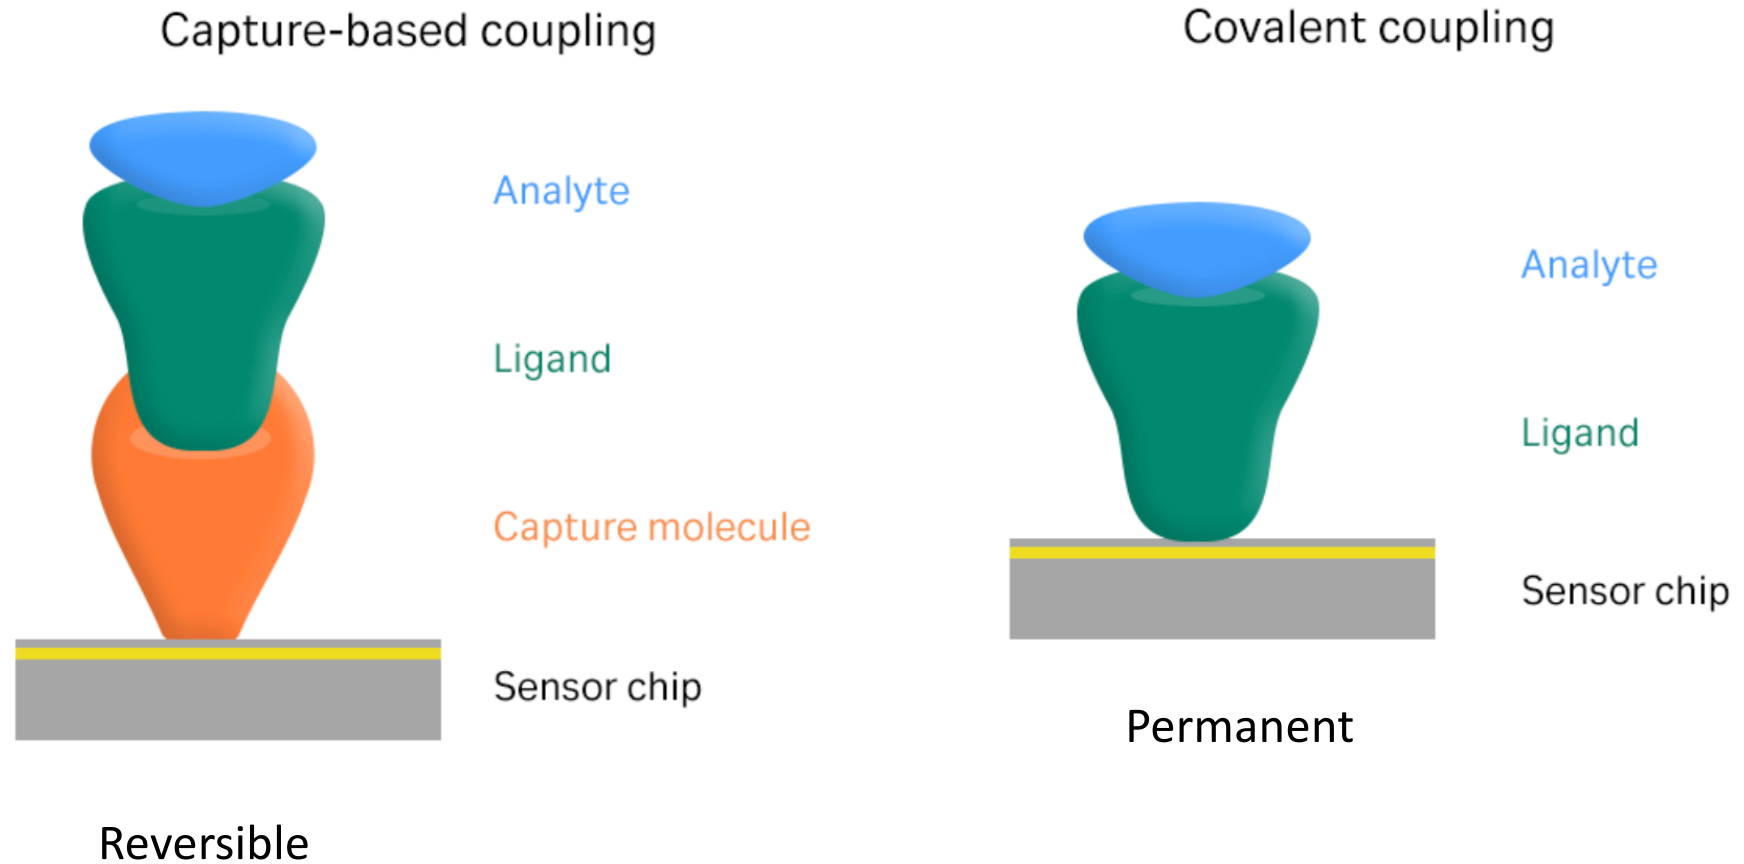 Capture-based coupling
Analyte
Ligand
Capture molecule
Sensor chip
Reversible
Covalent coupling
Analyte
Ligand
Sensor chip
Permanent